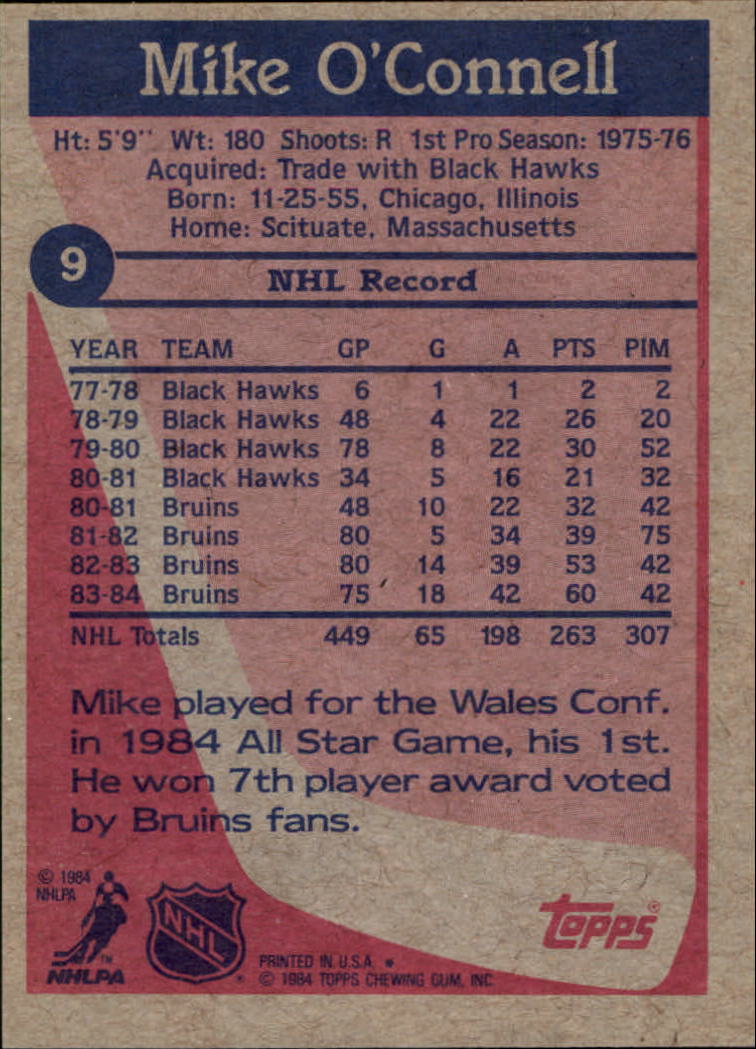 Mike O'Connell
Ht: 5'9" Wt: 180 Shoots: R 1st Pro Season: 1975-76
Acquired: Trade with Black Hawks
Born: 11-25-55, Chicago, Illinois
Home: Scituate, Massachusetts
9
NHL Record
YEAR TEAM GP G A PTS PIM
77-78 Black Hawks 6 1 1 2 2
78-79 Black Hawks 48 4 22 26 20
79-80 Black Hawks 78 8 22 30 52
80-81 Black Hawks 34 5 16 21 32
80-81 Bruins 48 10 22 32 42
81-82 Bruins 80 5 34 39 75
82-83 Bruins 80 14 39 53 42
83-84 Bruins 75 18 42 60 42
NHL Totals 449 65 198 263 307
Mike played for the Wales Conf.
in 1984 All Star Game, his 1st.
He won 7th player award voted
by Bruins fans.
© 1984
NHLPA
TM
NHLPA
NHL
topps®
PRINTED IN U.S.A. *
© 1984 TOPPS CHEWING GUM, INC.